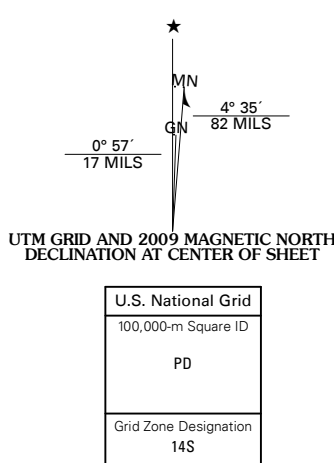 ★
MN
4° 35´
82 MILS
GN
0° 57´
17 MILS
UTM GRID AND 2009 MAGNETIC NORTH
DECLINATION AT CENTER OF SHEET
U.S. National Grid
100,000-m Square ID
PD
Grid Zone Designation
14S